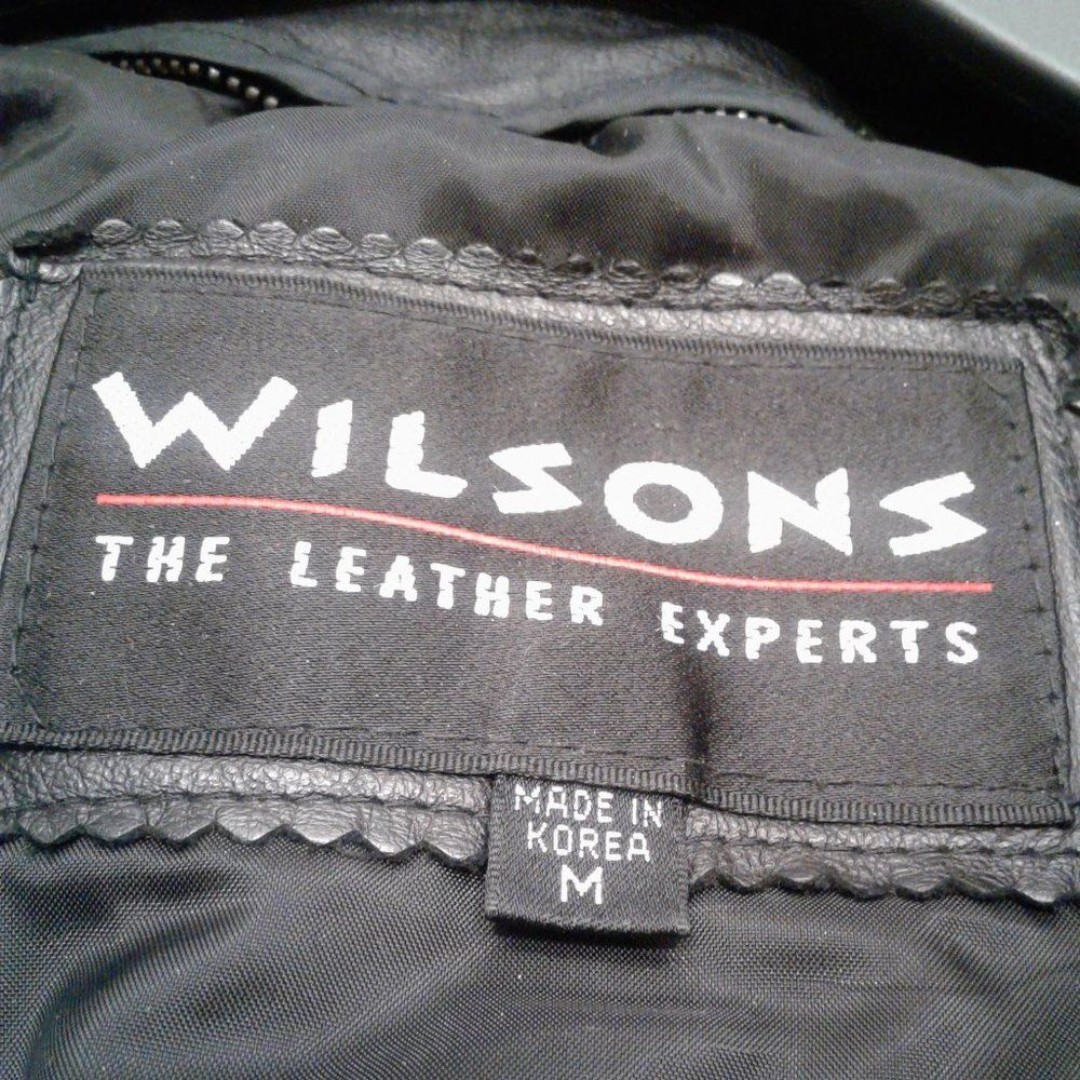 WILSONS
THE LEATHER EXPERTS
MADE IN
KOREA
M